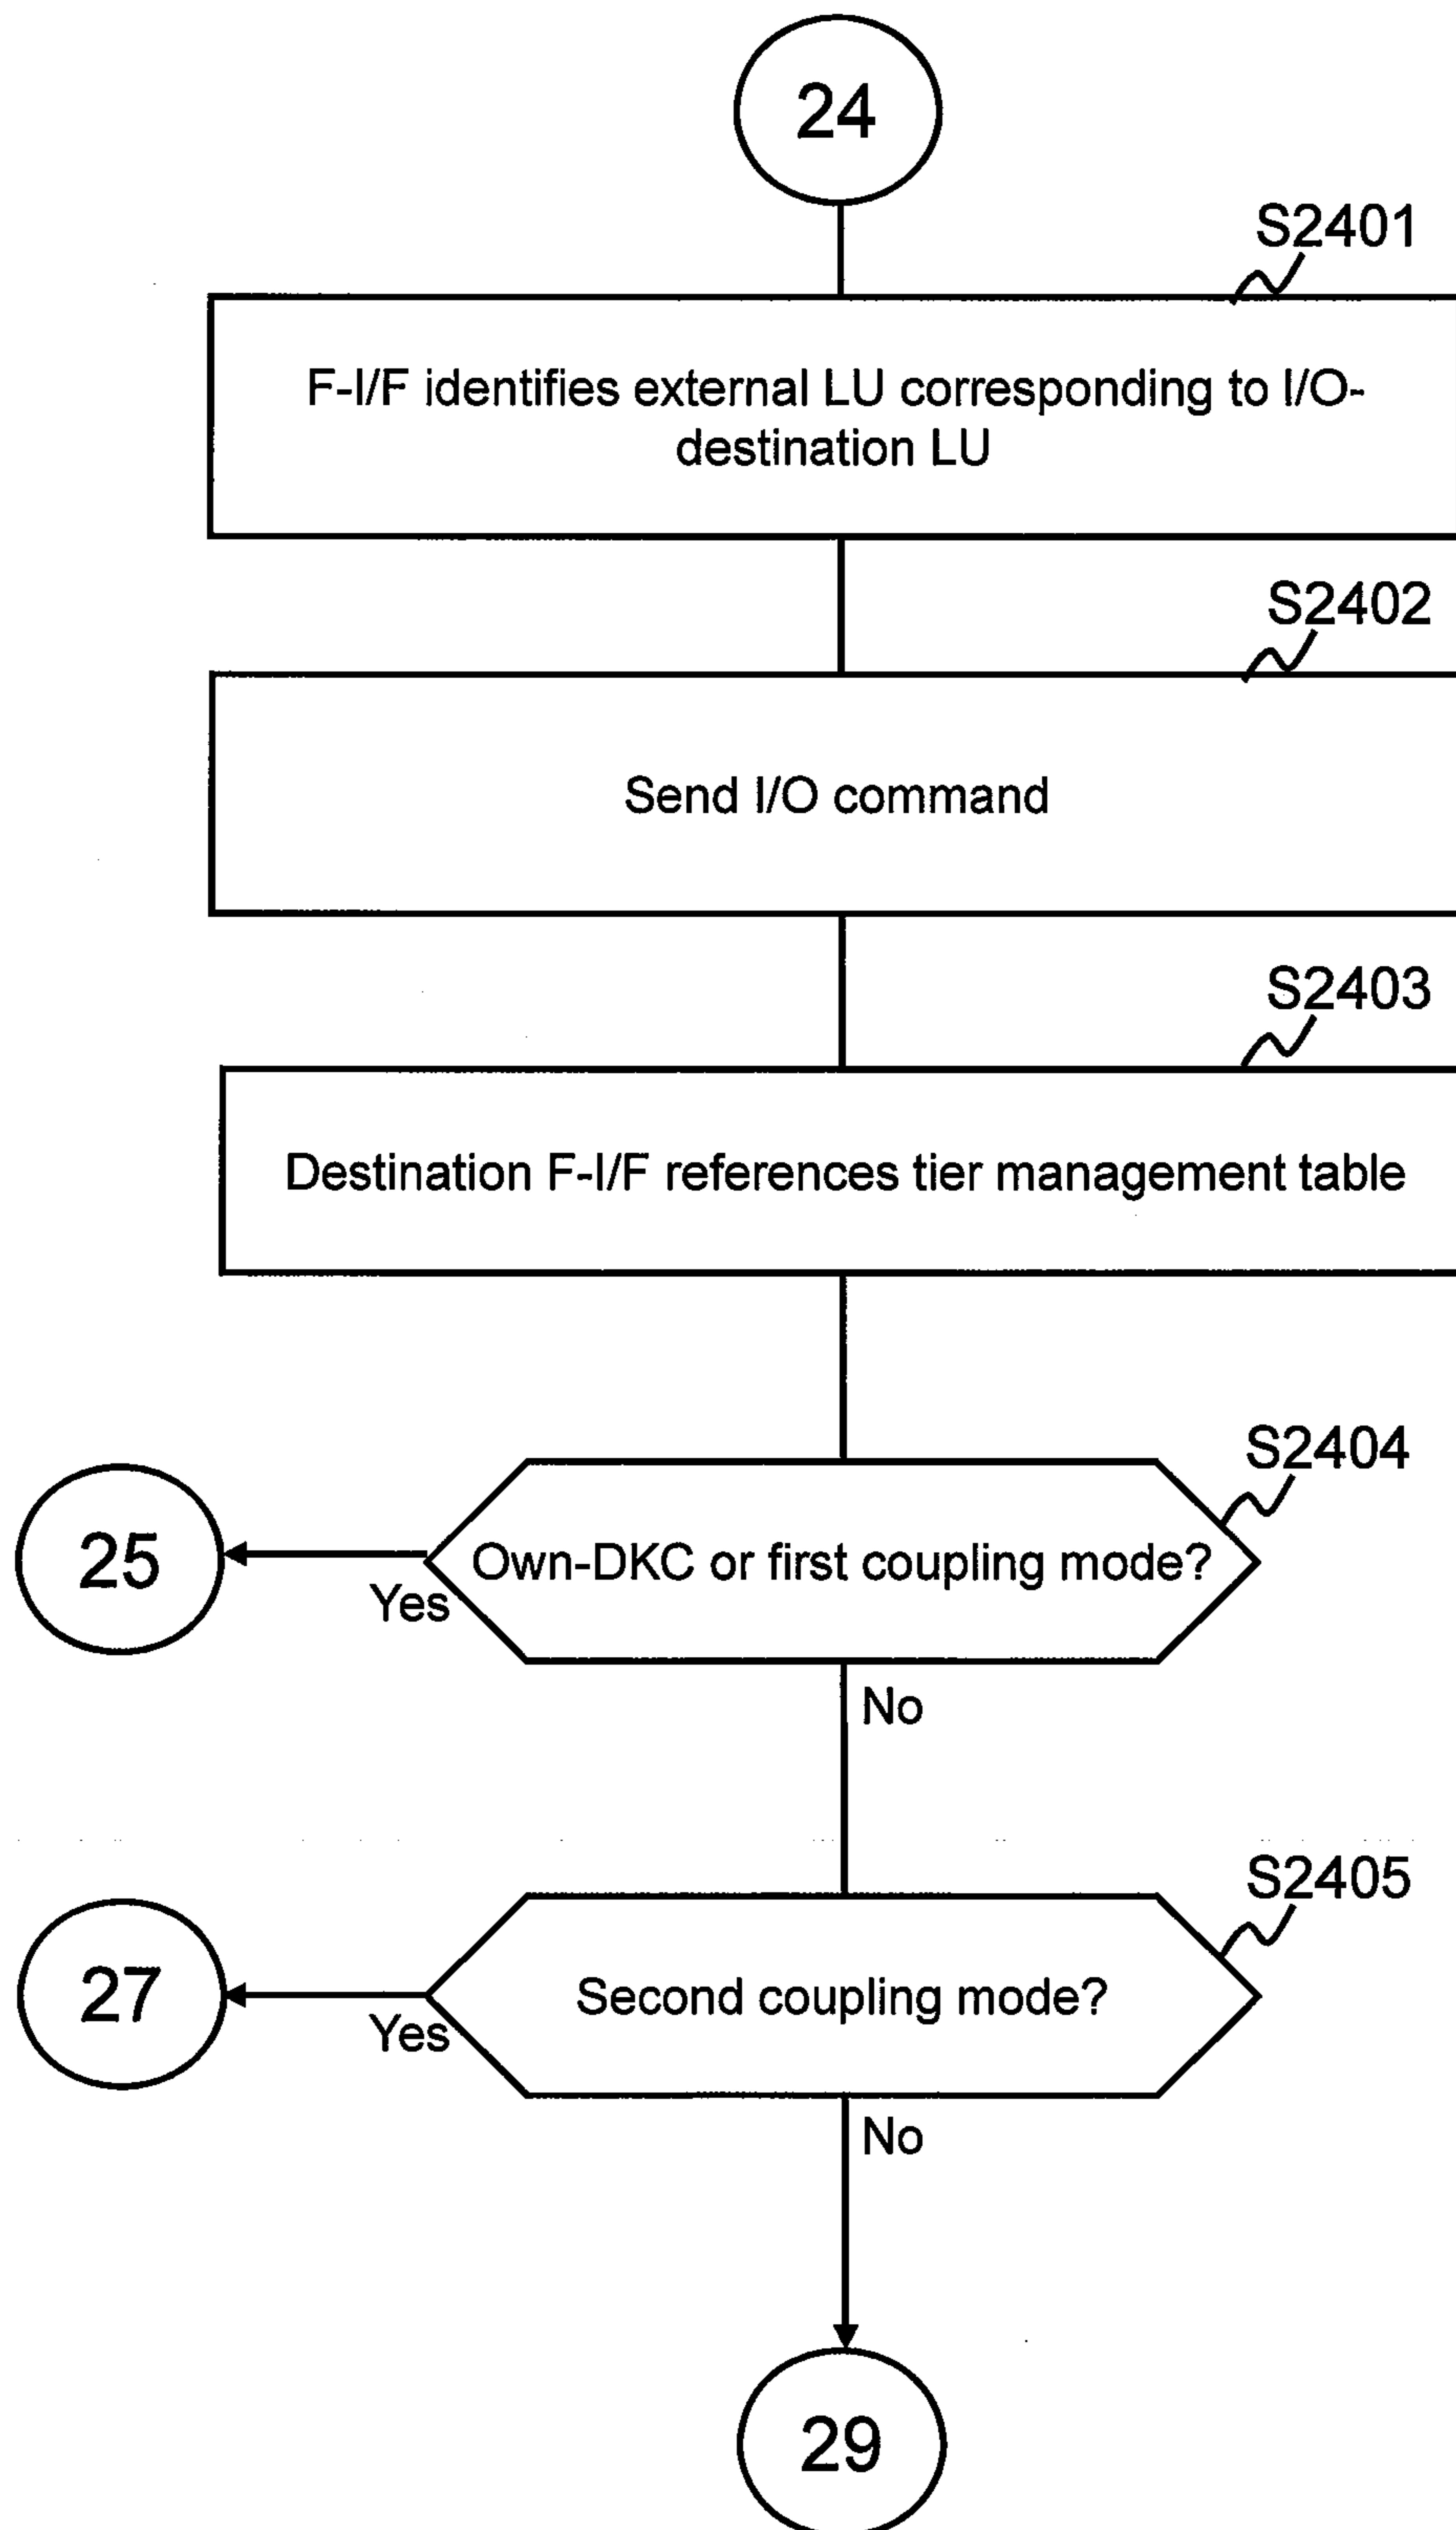 24
S2401
F-I/F identifies external LU corresponding to I/O-
destination LU
S2402
Send I/O command
S2403
Destination F-I/F references tier management table
S2404
Own-DKC or first coupling mode?
25
Yes
No
S2405
Second coupling mode?
27
Yes
No
29